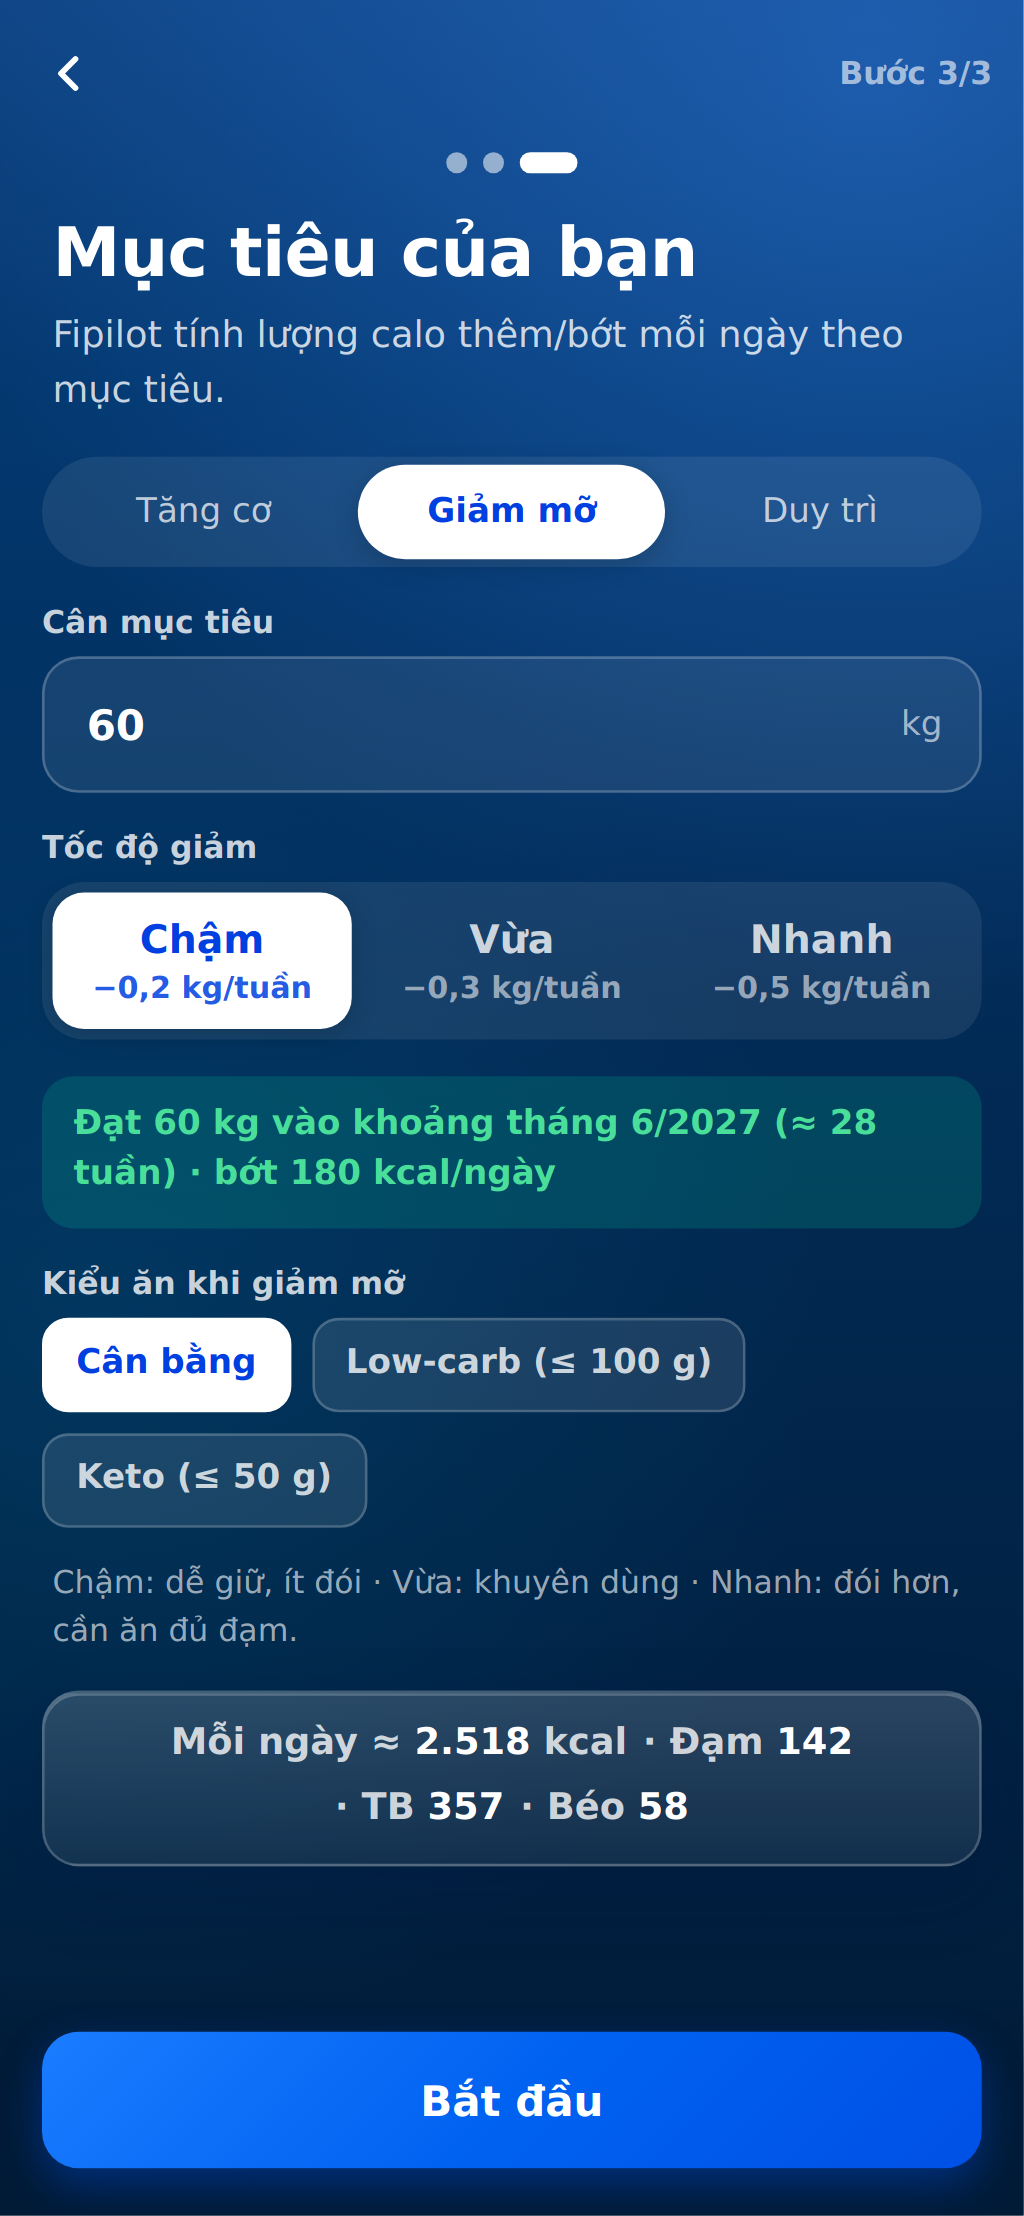 Bước 3/3
Mục tiêu của bạn
Fipilot tính lượng calo thêm/bớt mỗi ngày theo
mục tiêu.
Tăng cơ Giảm mỡ Duy trì
Cân mục tiêu
60 kg
Tốc độ giảm
Chậm Vừa Nhanh
−0,2 kg/tuần −0,3 kg/tuần −0,5 kg/tuần
Đạt 60 kg vào khoảng tháng 6/2027 (≈ 28
tuần) · bớt 180 kcal/ngày
Kiểu ăn khi giảm mỡ
Cân bằng Low-carb (≤ 100 g)
Keto (≤ 50 g)
Chậm: dễ giữ, ít đói · Vừa: khuyên dùng · Nhanh: đói hơn,
cần ăn đủ đạm.
Mỗi ngày ≈ 2.518 kcal · Đạm 142
· TB 357 · Béo 58
Bắt đầu